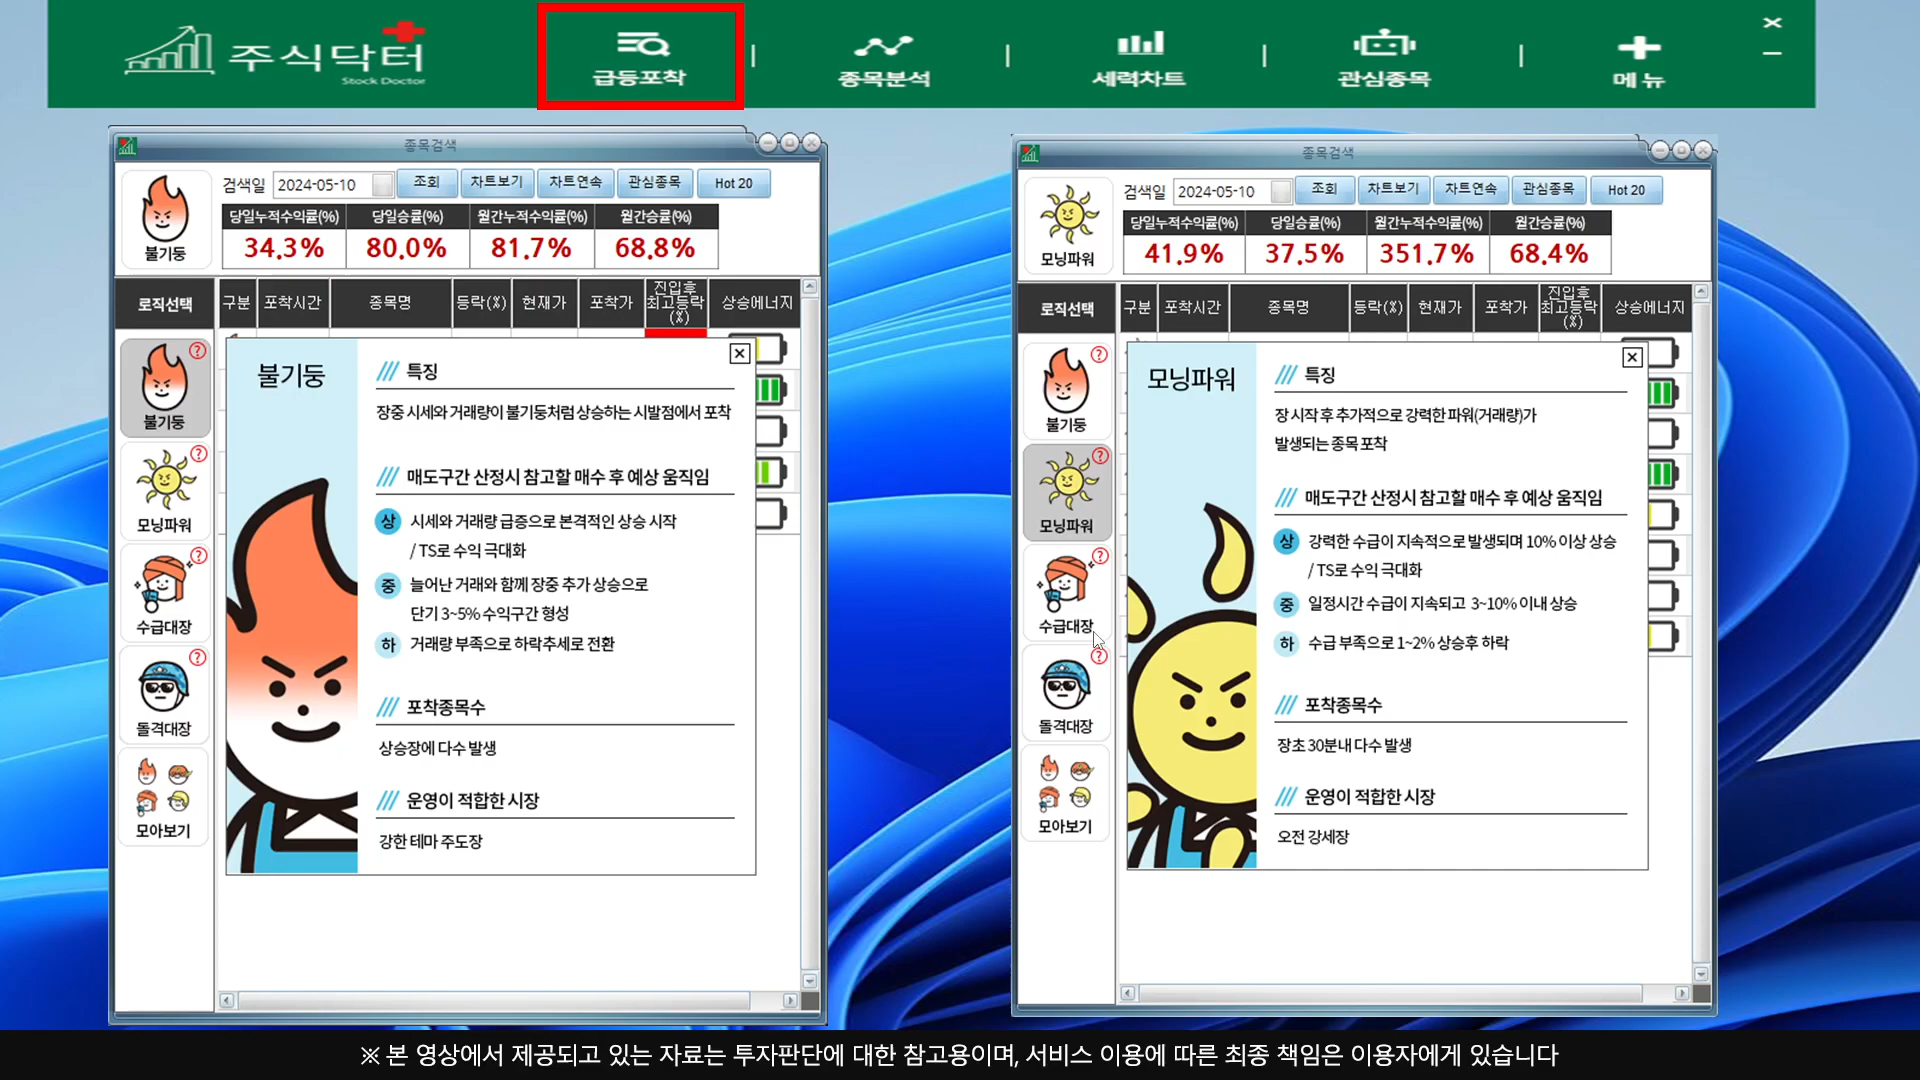 주식닥터
Stock Doctor
급등포착
종목분석
세력차트
관심종목
메뉴
종목검색
불기둥
검색일 2024-05-10 조회 차트보기 차트연속 관심종목 Hot 20
당일누적수익률(%) 당일승률(%) 월간누적수익률(%) 월간승률(%)
34.3% 80.0% 81.7% 68.8%
로직선택 구분 포착시간 종목명 등락(%) 현재가 포착가 진입후 최고등락 (%) 상승에너지
불기둥
모닝파워
수급대장
돌격대장
모아보기
불기둥
/// 특징
장중 시세와 거래량이 불기둥처럼 상승하는 시발점에서 포착
/// 매도구간 산정시 참고할 매수 후 예상 움직임
상 시세와 거래량 급증으로 본격적인 상승 시작
/ TS로 수익 극대화
중 늘어난 거래와 함께 장중 추가 상승으로
단기 3~5% 수익구간 형성
하 거래량 부족으로 하락추세로 전환
/// 포착종목수
상승장에 다수 발생
/// 운영이 적합한 시장
강한 테마 주도장
종목검색
모닝파워
검색일 2024-05-10 조회 차트보기 차트연속 관심종목 Hot 20
당일누적수익률(%) 당일승률(%) 월간누적수익률(%) 월간승률(%)
41.9% 37.5% 351.7% 68.4%
로직선택 구분 포착시간 종목명 등락(%) 현재가 포착가 진입후 최고등락 (%) 상승에너지
불기둥
모닝파워
수급대장
돌격대장
모아보기
모닝파워
/// 특징
장 시작 후 추가적으로 강력한 파워(거래량)가
발생되는 종목 포착
/// 매도구간 산정시 참고할 매수 후 예상 움직임
상 강력한 수급이 지속적으로 발생되며 10% 이상 상승
/ TS로 수익 극대화
중 일정시간 수급이 지속되고 3~10% 이내 상승
하 수급 부족으로 1~2% 상승후 하락
/// 포착종목수
장초 30분내 다수 발생
/// 운영이 적합한 시장
오전 강세장
※ 본 영상에서 제공되고 있는 자료는 투자판단에 대한 참고용이며, 서비스 이용에 따른 최종 책임은 이용자에게 있습니다